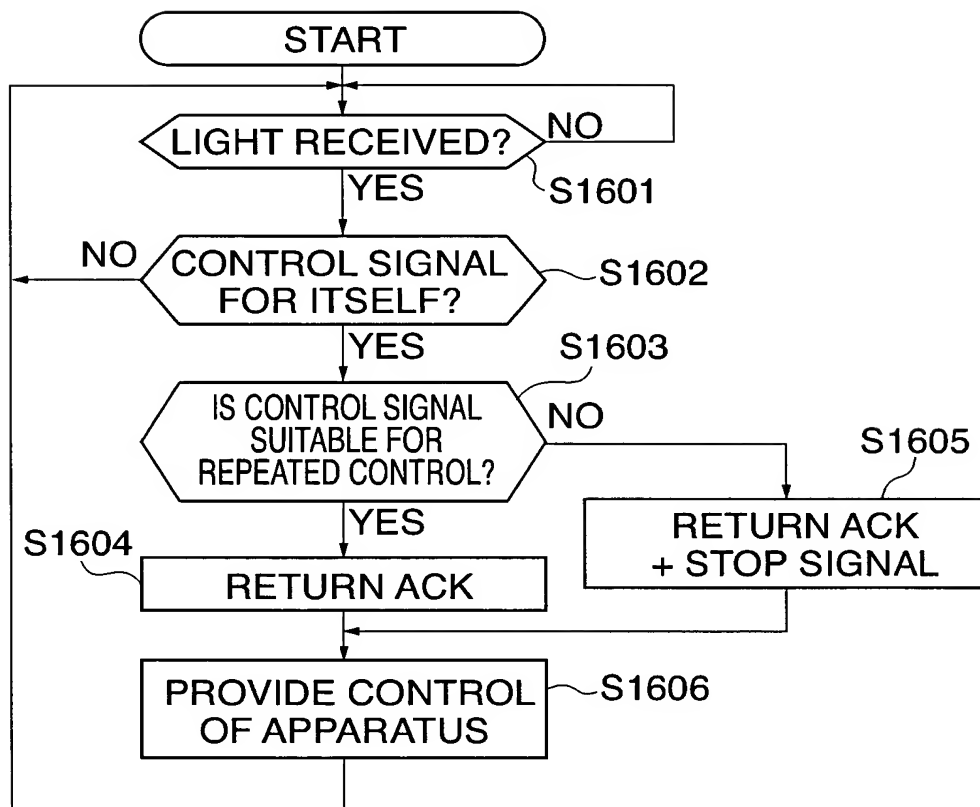 START
LIGHT RECEIVED?
NO
S1601
YES
NO
CONTROL SIGNAL
FOR ITSELF?
S1602
YES
S1603
IS CONTROL SIGNAL
SUITABLE FOR
REPEATED CONTROL?
NO
S1605
YES
RETURN ACK
+ STOP SIGNAL
S1604
RETURN ACK
PROVIDE CONTROL
OF APPARATUS
S1606